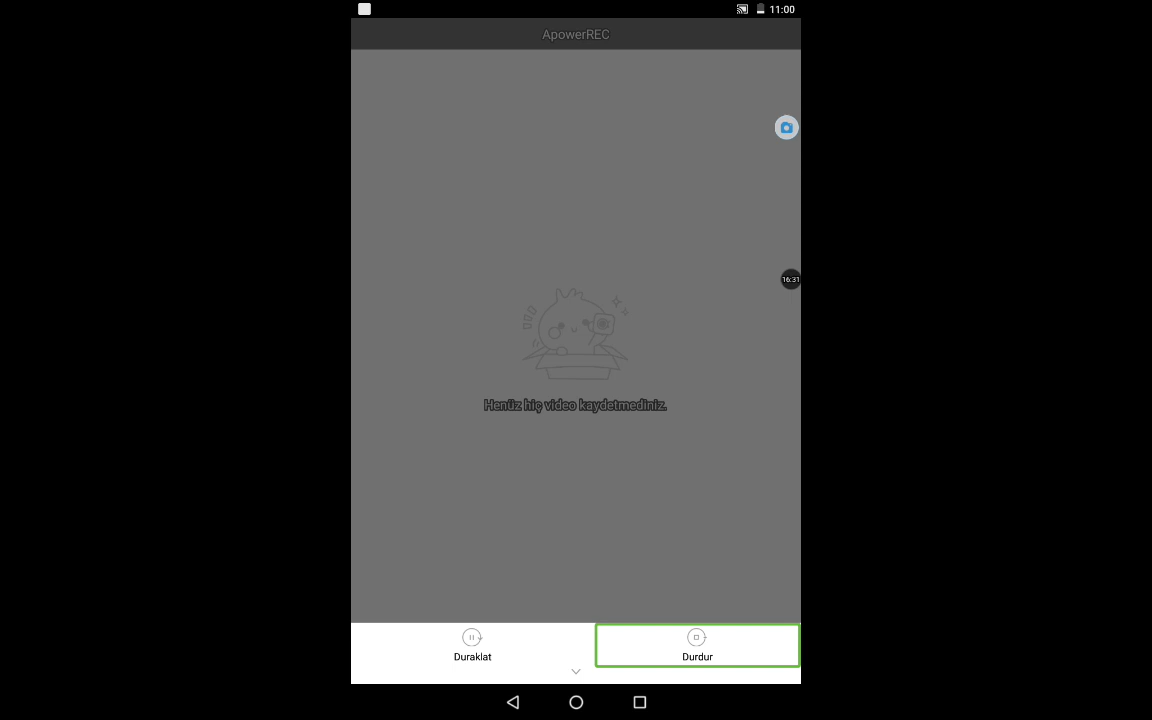 11:00
ApowerREC
16:31
Henüz hiç video kaydetmediniz.
Duraklat
Durdur